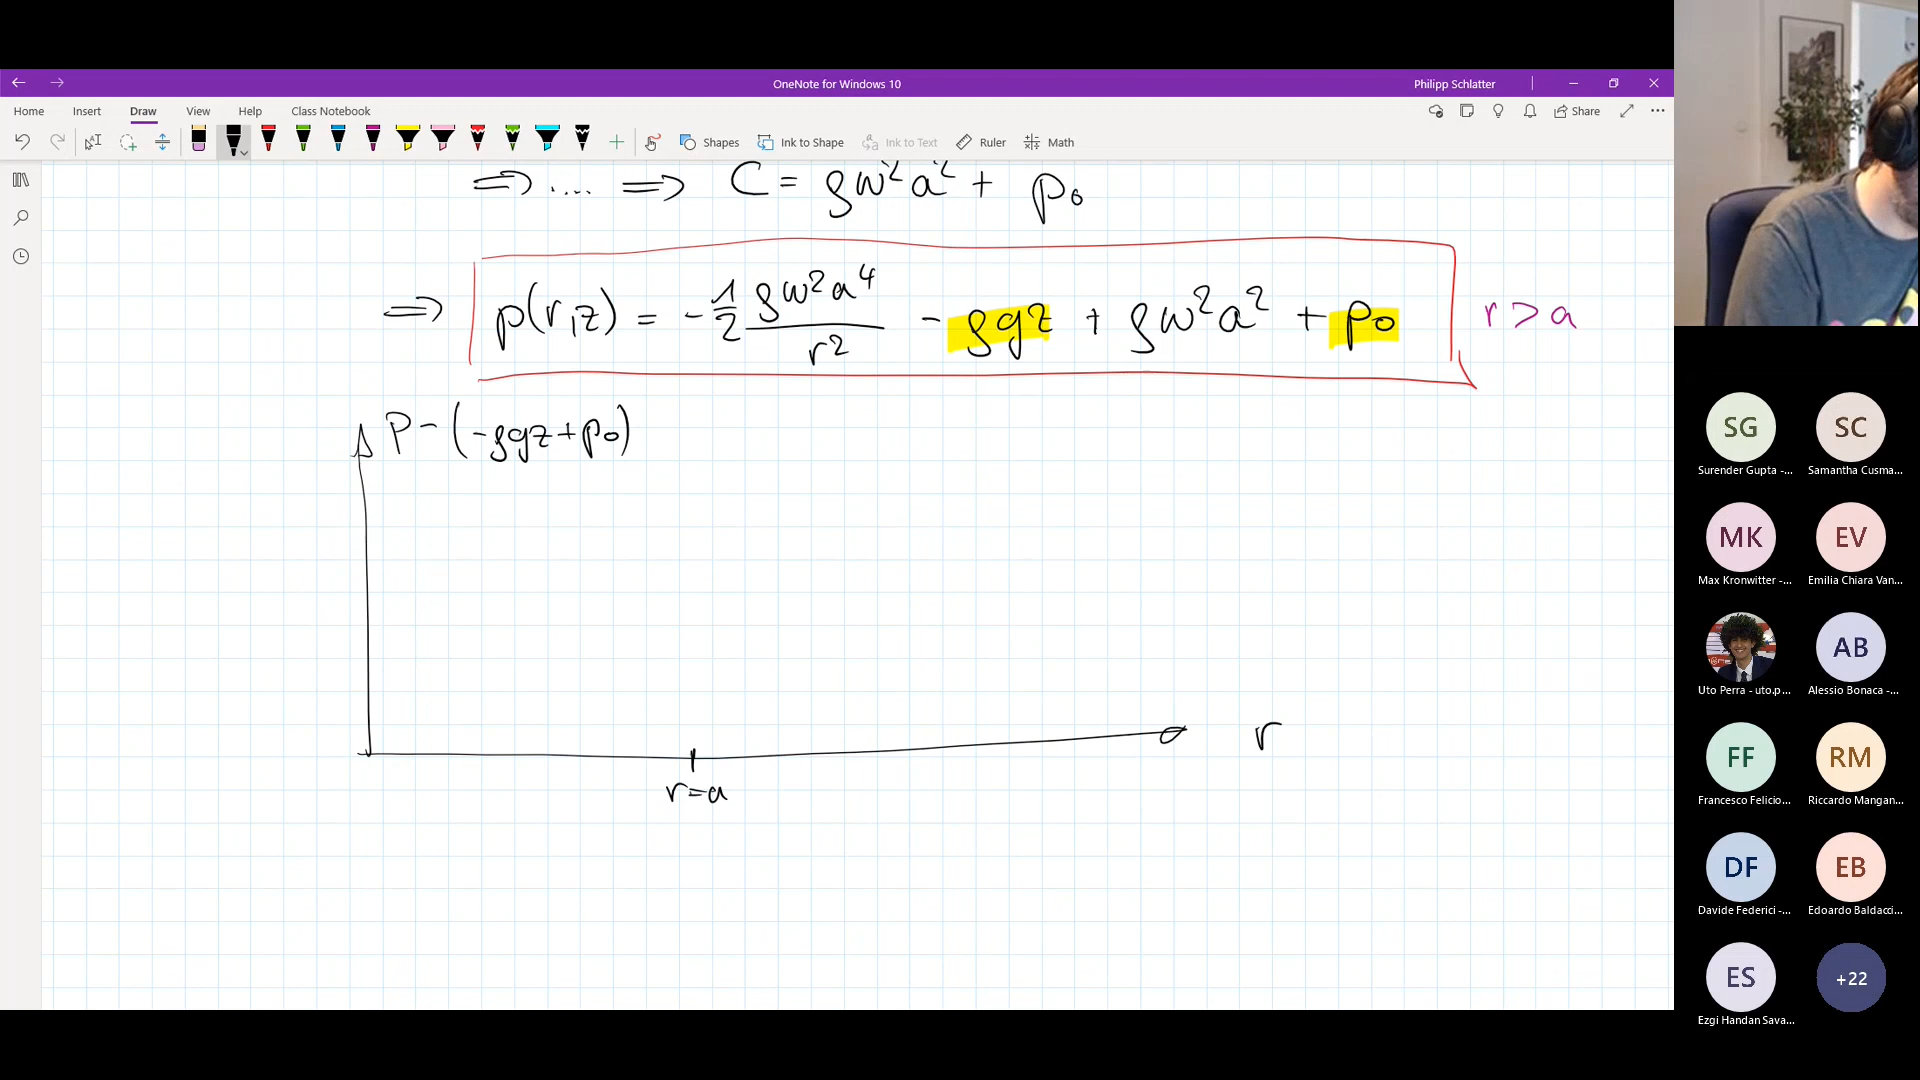 OneNote for Windows 10
Philipp Schlatter
Home Insert Draw View Help Class Notebook
Share
Shapes Ink to Shape Ink to Text Ruler Math
⇒ .... ⇒ C = ρω²a² + p₀
⇒ p(r,z) = -1/2 ρω²a⁴/r² - ρgz + ρω²a² + p₀ r > a
P - (-ρgz + p₀)
r
r=a
SG SC
Surender Gupta -... Samantha Cusma...
MK EV
Max Kronwitter -... Emilia Chiara Van...
AB
Uto Perra - uto.p... Alessio Bonaca -...
FF RM
Francesco Felicio... Riccardo Mangan...
DF EB
Davide Federici -... Edoardo Baldacci...
ES +22
Ezgi Handan Sava...